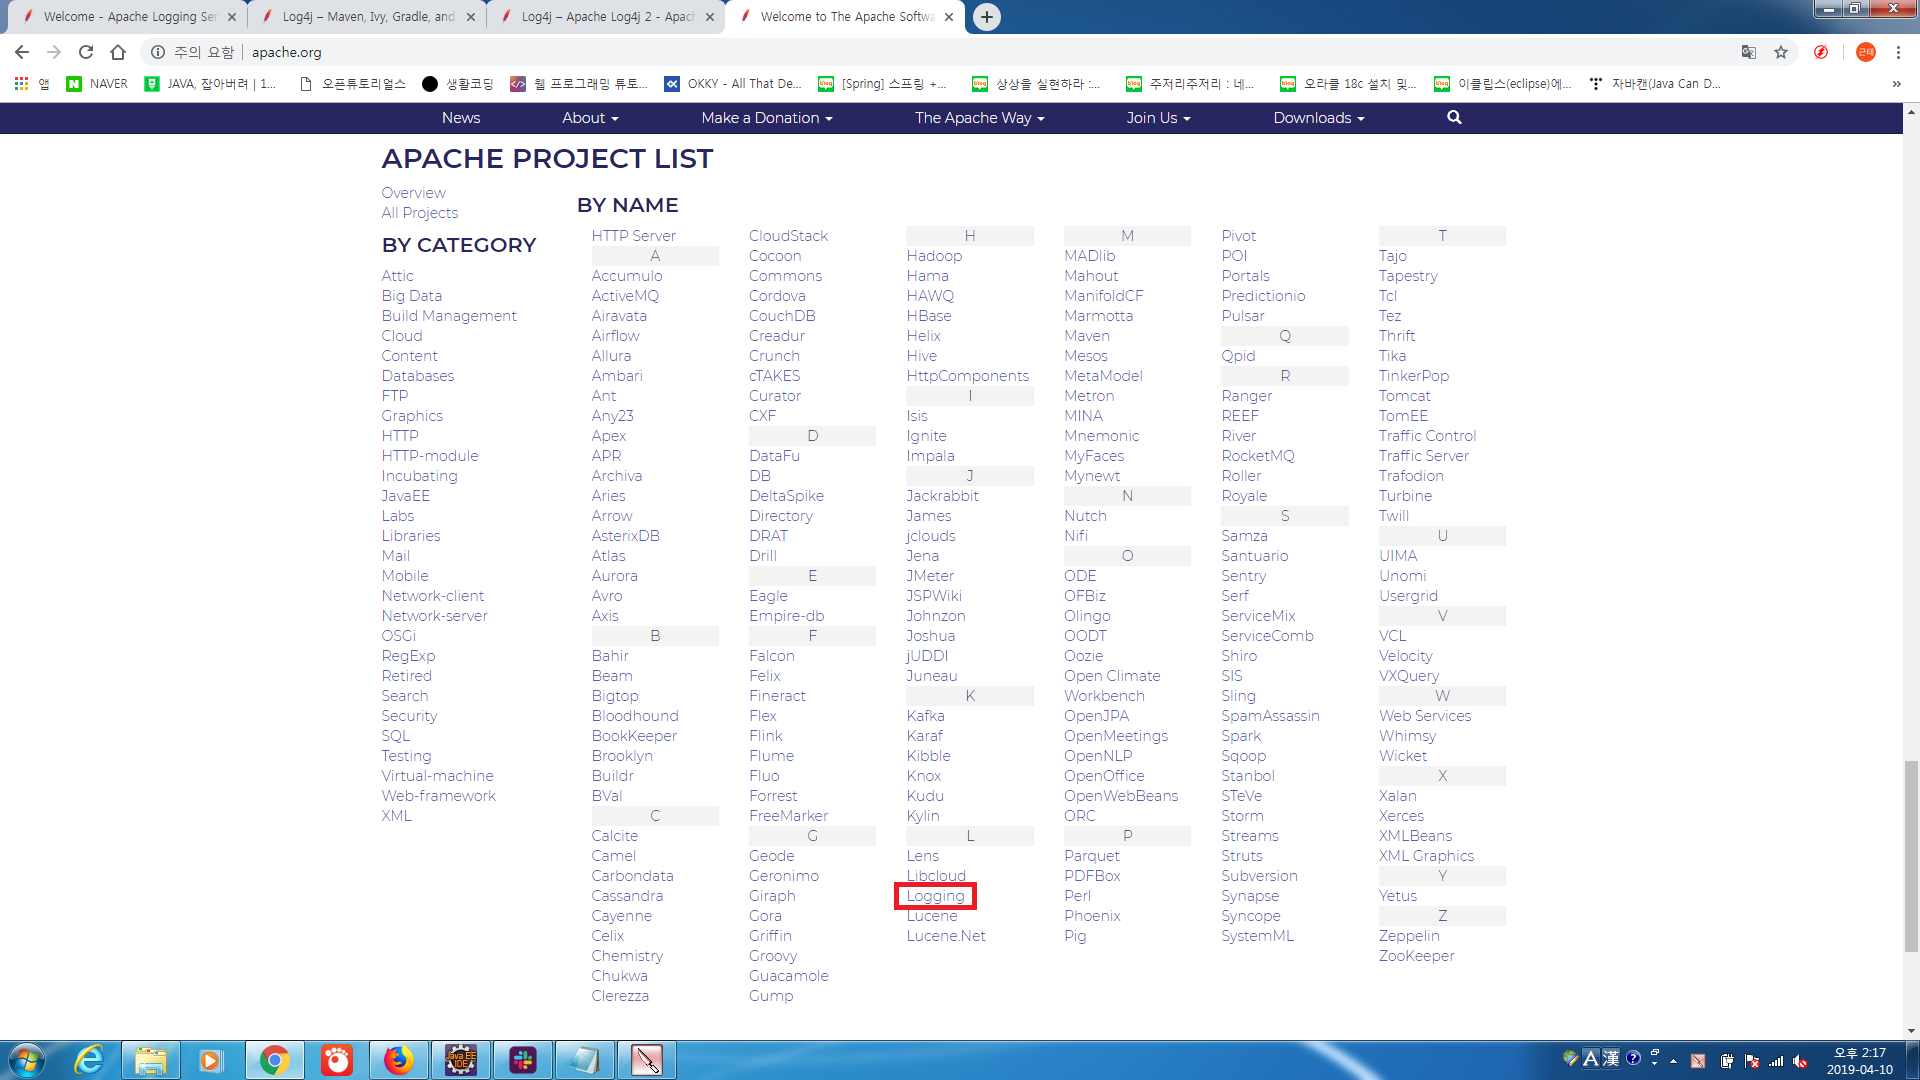 Welcome - Apache Logging Ser
Log4j – Maven, Ivy, Gradle, and
Log4j – Apache Log4j 2 - Apach
Welcome to The Apache Softwa
주의 요함
apache.org
근태
앱
NAVER
JAVA, 잡아버려 | 1...
오픈튜토리얼스
생활코딩
웹 프로그래밍 튜토...
OKKY - All That De...
[Spring] 스프링 +...
상상을 실현하라 :...
주저리주저리 : 네...
오라클 18c 설치 및...
이클립스(eclipse)에...
자바캔(Java Can D...
»
News
About
Make a Donation
The Apache Way
Join Us
Downloads
APACHE PROJECT LIST
Overview
All Projects
BY CATEGORY
Attic
Big Data
Build Management
Cloud
Content
Databases
FTP
Graphics
HTTP
HTTP-module
Incubating
JavaEE
Labs
Libraries
Mail
Mobile
Network-client
Network-server
OSGi
RegExp
Retired
Search
Security
SQL
Testing
Virtual-machine
Web-framework
XML
BY NAME
HTTP Server
A
Accumulo
ActiveMQ
Airavata
Airflow
Allura
Ambari
Ant
Any23
Apex
APR
Archiva
Aries
Arrow
AsterixDB
Atlas
Aurora
Avro
Axis
B
Bahir
Beam
Bigtop
Bloodhound
BookKeeper
Brooklyn
Buildr
BVal
C
Calcite
Camel
Carbondata
Cassandra
Cayenne
Celix
Chemistry
Chukwa
Clerezza
CloudStack
Cocoon
Commons
Cordova
CouchDB
Creadur
Crunch
cTAKES
Curator
CXF
D
DataFu
DB
DeltaSpike
Directory
DRAT
Drill
E
Eagle
Empire-db
F
Falcon
Felix
Fineract
Flex
Flink
Flume
Fluo
Forrest
FreeMarker
G
Geode
Geronimo
Giraph
Gora
Griffin
Groovy
Guacamole
Gump
H
Hadoop
Hama
HAWQ
HBase
Helix
Hive
HttpComponents
I
Isis
Ignite
Impala
J
Jackrabbit
James
jclouds
Jena
JMeter
JSPWiki
Johnzon
Joshua
jUDDI
Juneau
K
Kafka
Karaf
Kibble
Knox
Kudu
Kylin
L
Lens
Libcloud
Logging
Lucene
Lucene.Net
M
MADlib
Mahout
ManifoldCF
Marmotta
Maven
Mesos
MetaModel
Metron
MINA
Mnemonic
MyFaces
Mynewt
N
Nutch
Nifi
O
ODE
OFBiz
Olingo
OODT
Oozie
Open Climate
Workbench
OpenJPA
OpenMeetings
OpenNLP
OpenOffice
OpenWebBeans
ORC
P
Parquet
PDFBox
Perl
Phoenix
Pig
Pivot
POI
Portals
Predictionio
Pulsar
Q
Qpid
R
Ranger
REEF
River
RocketMQ
Roller
Royale
S
Samza
Santuario
Sentry
Serf
ServiceMix
ServiceComb
Shiro
SIS
Sling
SpamAssassin
Spark
Sqoop
Stanbol
STeVe
Storm
Streams
Struts
Subversion
Synapse
Syncope
SystemML
T
Tajo
Tapestry
Tcl
Tez
Thrift
Tika
TinkerPop
Tomcat
TomEE
Traffic Control
Traffic Server
Trafodion
Turbine
Twill
U
UIMA
Unomi
Usergrid
V
VCL
Velocity
VXQuery
W
Web Services
Whimsy
Wicket
X
Xalan
Xerces
XMLBeans
XML Graphics
Y
Yetus
Z
Zeppelin
ZooKeeper
Java EE
IDE
A 漢
오후 2:17
2019-04-10